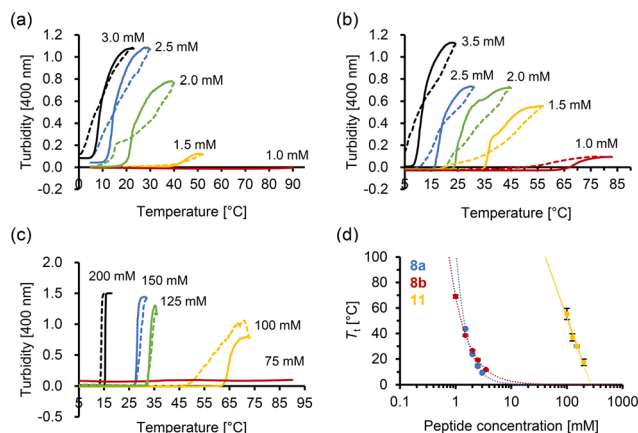 (a)
Turbidity [400 nm]
1.2
1.0
0.8
0.6
0.4
0.2
0.0
-0.2
3.0 mM
2.5 mM
2.0 mM
1.5 mM
1.0 mM
0 10 20 30 40 50 60 70 80 90
Temperature [°C]
(b)
Turbidity [400 nm]
1.2
1.0
0.8
0.6
0.4
0.2
0.0
-0.2
3.5 mM
2.5 mM
2.0 mM
1.5 mM
1.0 mM
5 15 25 35 45 55 65 75 85
Temperature [°C]
(c)
Turbidity [400 nm]
2.0
1.5
1.0
0.5
0.0
-0.5
200 mM
150 mM
125 mM
100 mM
75 mM
5 15 25 35 45 55 65 75 85 95
Temperature [°C]
(d)
Tt [°C]
100
80
60
40
20
0
8a
8b
11
0.1 1 10 100 1000
Peptide concentration [mM]